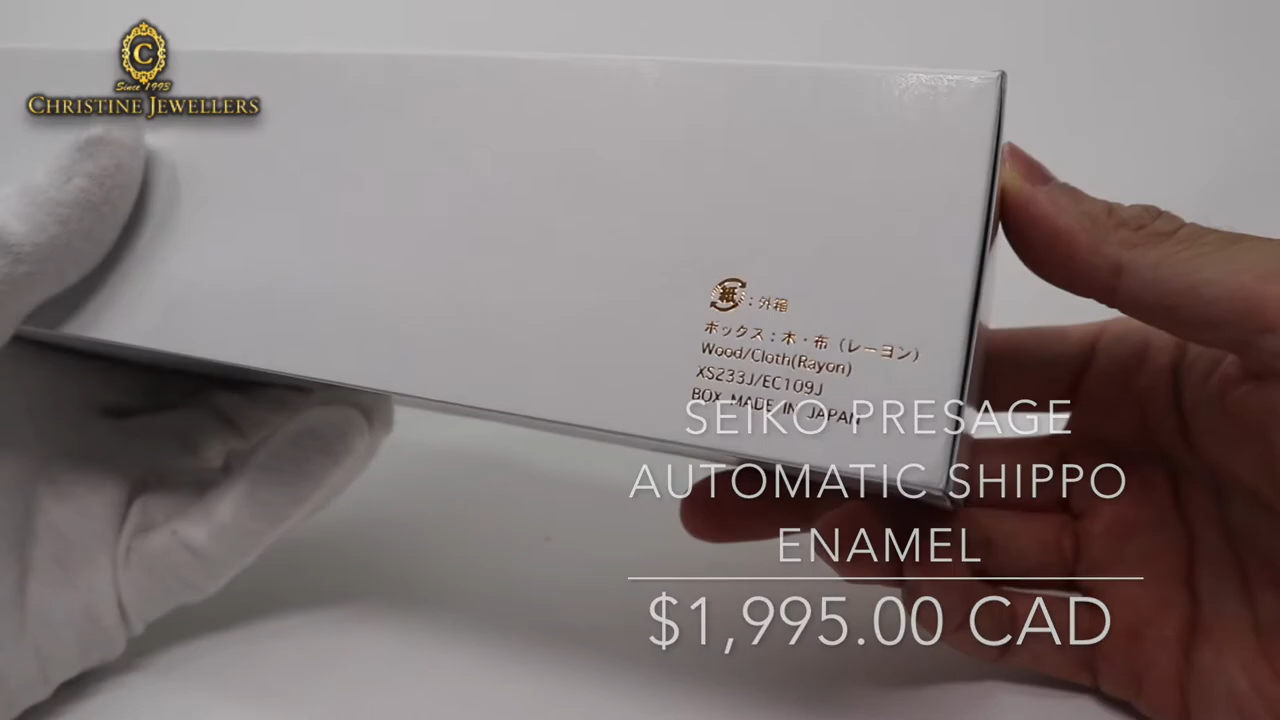 C
Since 1993
CHRISTINE JEWELLERS
紙 : 外箱
ボックス : 木・布 (レーヨン)
Wood/Cloth(Rayon)
XS233J/EC109J
BOX MADE IN JAPAN
SEIKO PRESAGE
AUTOMATIC SHIPPO
ENAMEL
$1,995.00 CAD